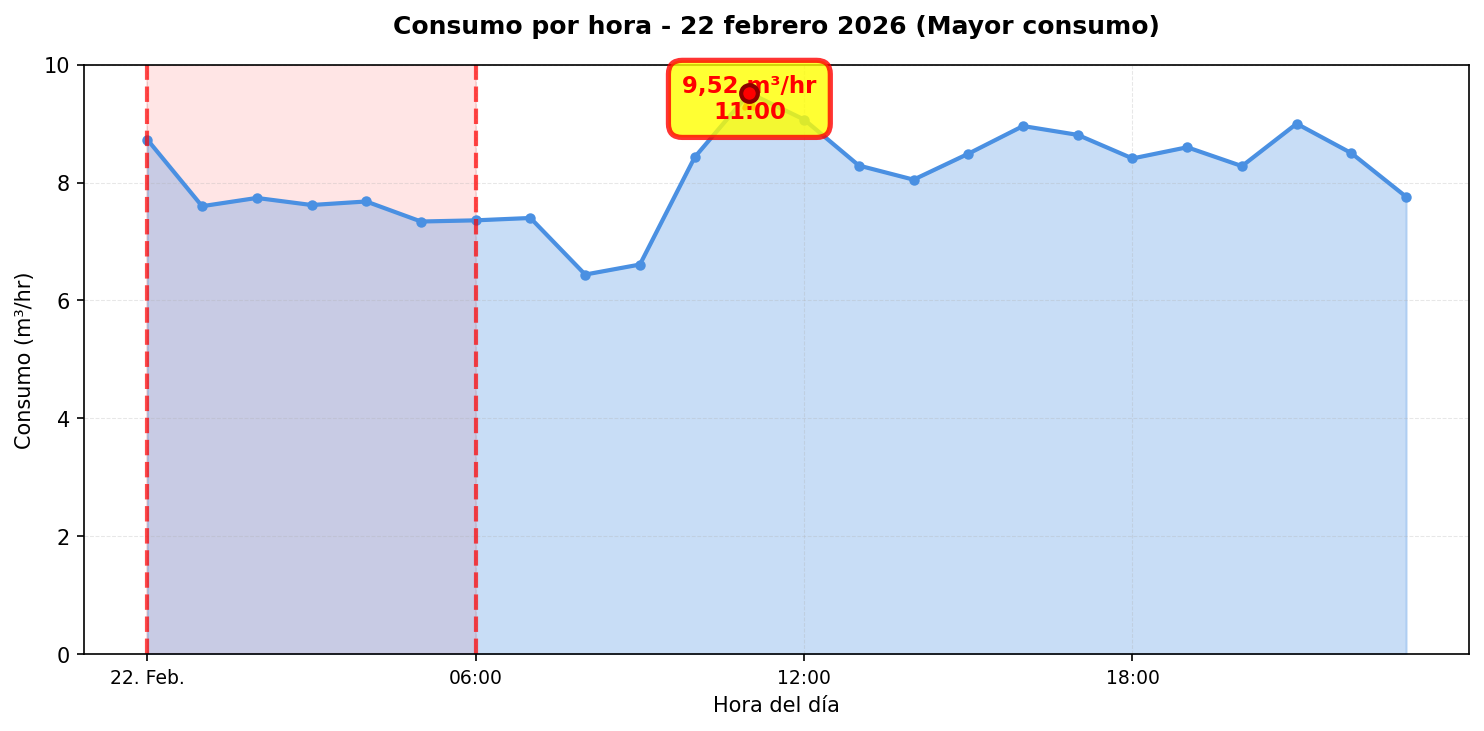 Consumo por hora - 22 febrero 2026 (Mayor consumo)
9,52 m³/hr
11:00
Consumo (m³/hr)
10
8
6
4
2
0
22. Feb.
06:00
12:00
18:00
Hora del día